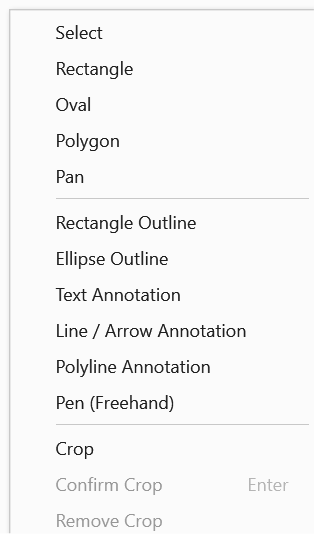 Select
Rectangle
Oval
Polygon
Pan
Rectangle Outline
Ellipse Outline
Text Annotation
Line / Arrow Annotation
Polyline Annotation
Pen (Freehand)
Crop
Confirm Crop Enter
Remove Crop